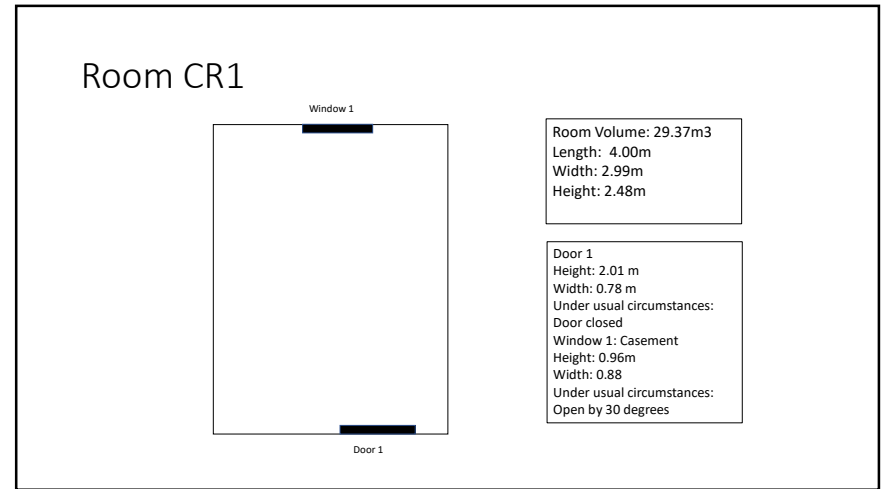 Room CR1
Window 1
Room Volume: 29.37m3
Length:  4.00m
Width: 2.99m
Height: 2.48m
Door 1
Height: 2.01 m
Width: 0.78 m
Under usual circumstances:
Door closed
Window 1: Casement
Height: 0.96m
Width: 0.88
Under usual circumstances:
Open by 30 degrees
Door 1